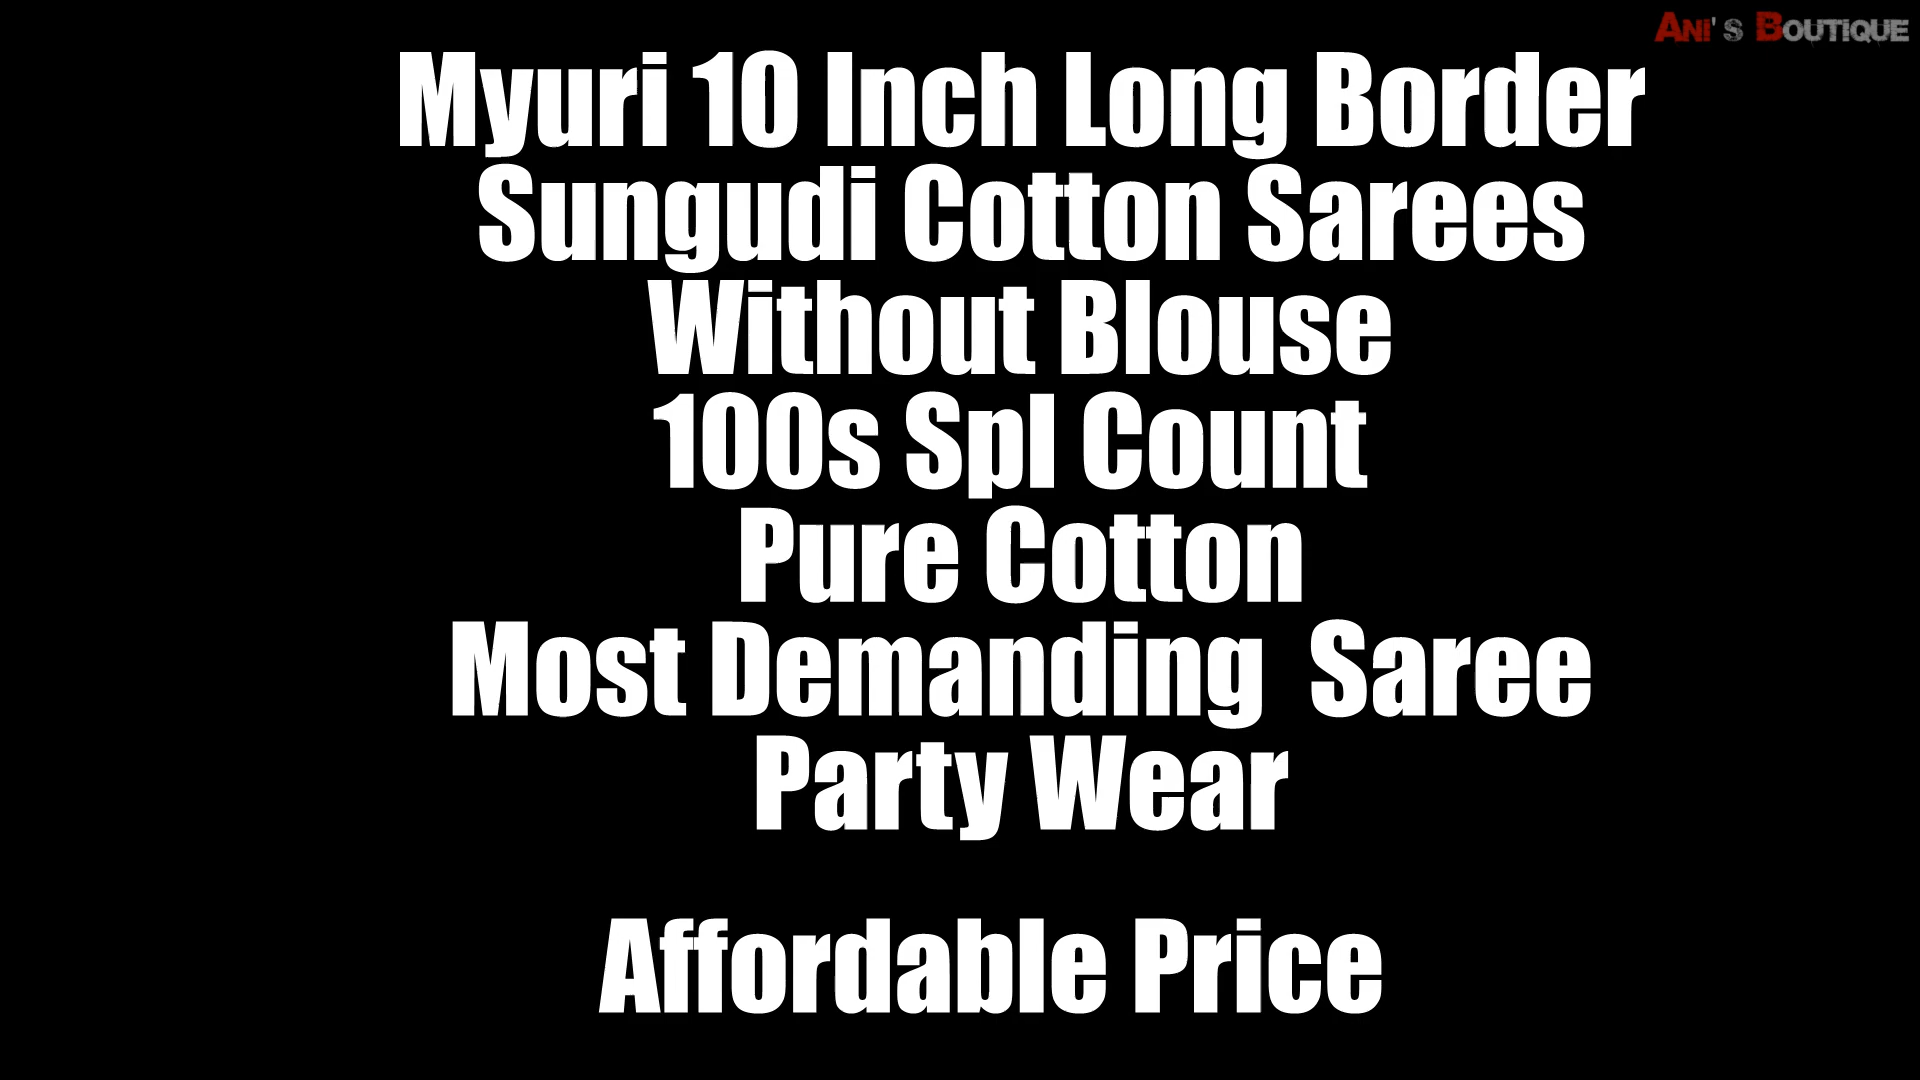 Ani's Boutique
Myuri 10 Inch Long Border
Sungudi Cotton Sarees
Without Blouse
100s Spl Count
Pure Cotton
Most Demanding  Saree
Party Wear
Affordable Price